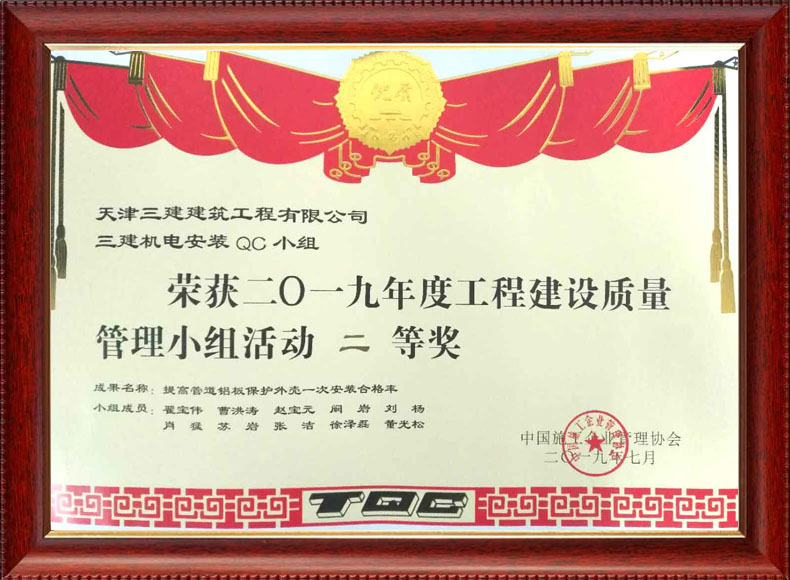 天津三建建筑工程有限公司
三建机电安装QC小组
荣获二〇一九年度工程建设质量
管理小组活动 二 等奖
成果名称：提高管道铝板保护外壳一次安装合格率
小组成员：翟宝伟 曹洪涛 赵宝元 阚岩 刘杨
肖猛 苏岩 张洁 徐泽磊 董光松
中国施工企业管理协会
二〇一九年七月
TQC